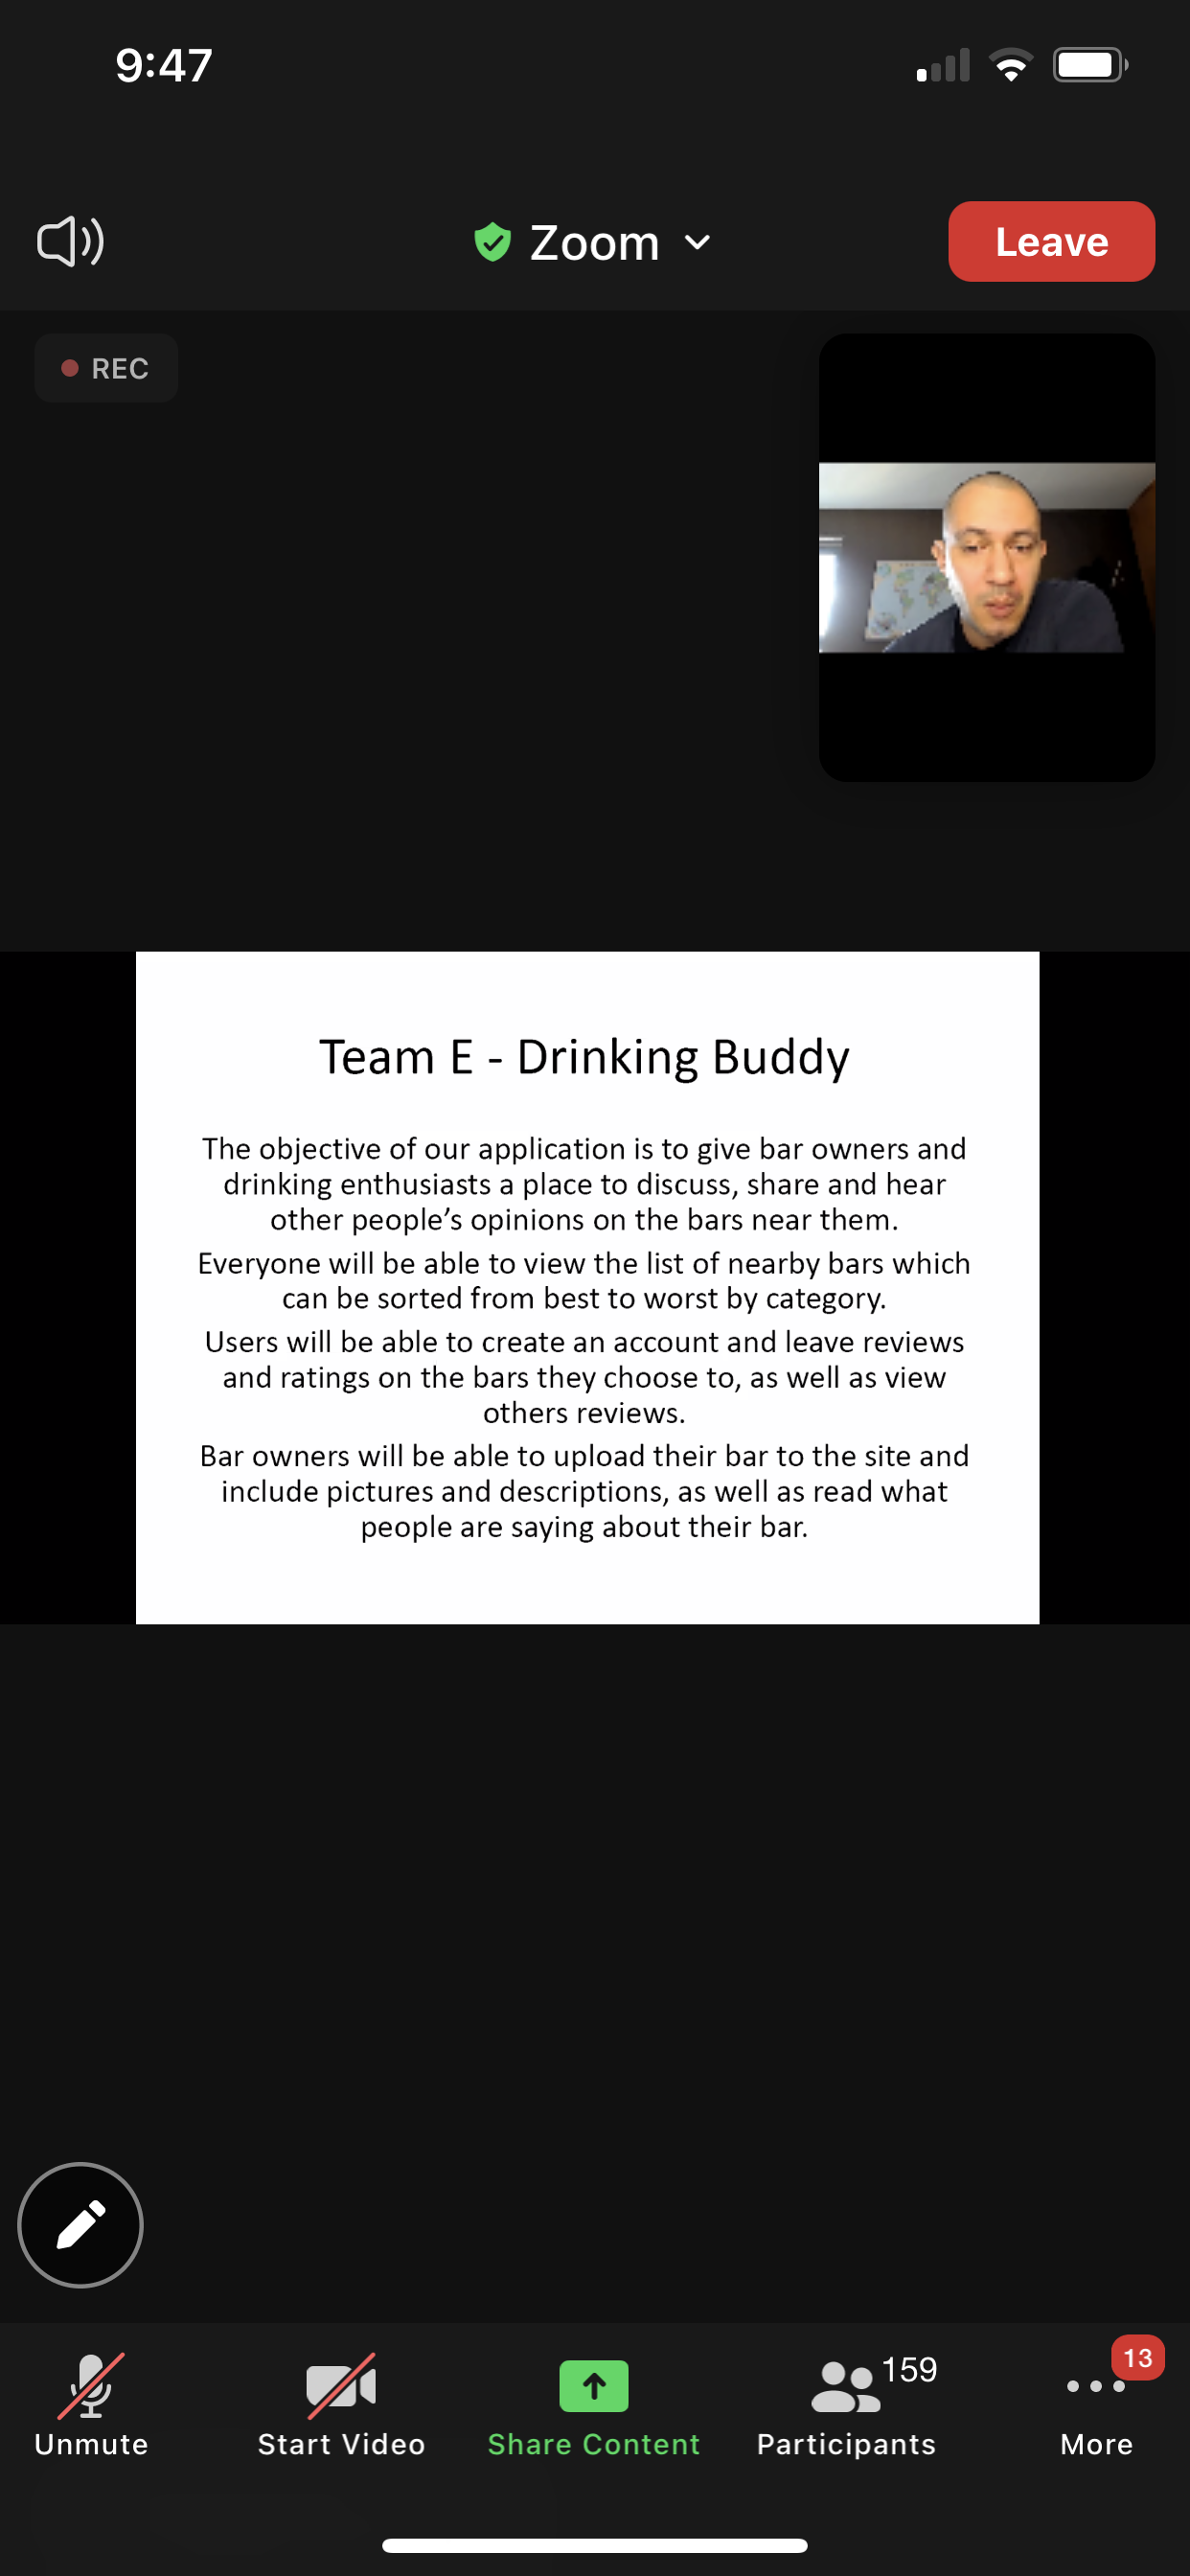 9:47
Zoom
Leave
REC
Team E - Drinking Buddy
The objective of our application is to give bar owners and
drinking enthusiasts a place to discuss, share and hear
other people’s opinions on the bars near them.
Everyone will be able to view the list of nearby bars which
can be sorted from best to worst by category.
Users will be able to create an account and leave reviews
and ratings on the bars they choose to, as well as view
others reviews.
Bar owners will be able to upload their bar to the site and
include pictures and descriptions, as well as read what
people are saying about their bar.
159
13
Unmute
Start Video
Share Content
Participants
More